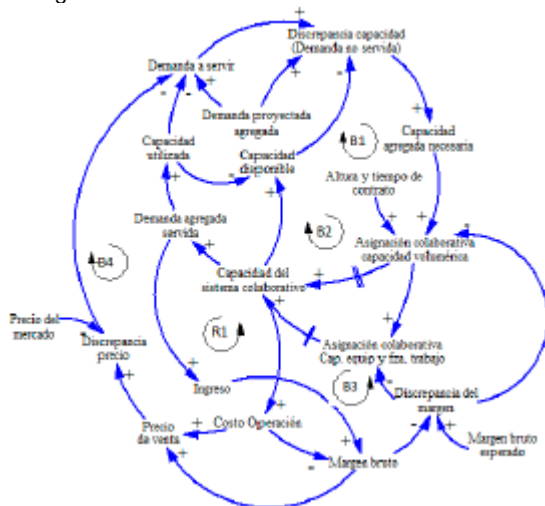 Discrepancia capacidad
(Demanda no servida)
Demanda a servir
Demanda proyectada
agregada
Capacidad
utilizada
Capacidad
disponible
B1
Capacidad
agregada necesaria
Altura y tiempo de
contrato
Demanda agregada
servida
B2
Asignación colaborativa
capacidad volumérica
B4
Capacidad del
sistema colaborativo
Precio del
mercado
Discrepancia
precio
R1
Asignación colaborativa
Cap. equip y fza. trabajo
B3
Ingreso
Discrepancia del
margen
Precio
de venta
Costo Operación
Margen bruto
Margen bruto
esperado